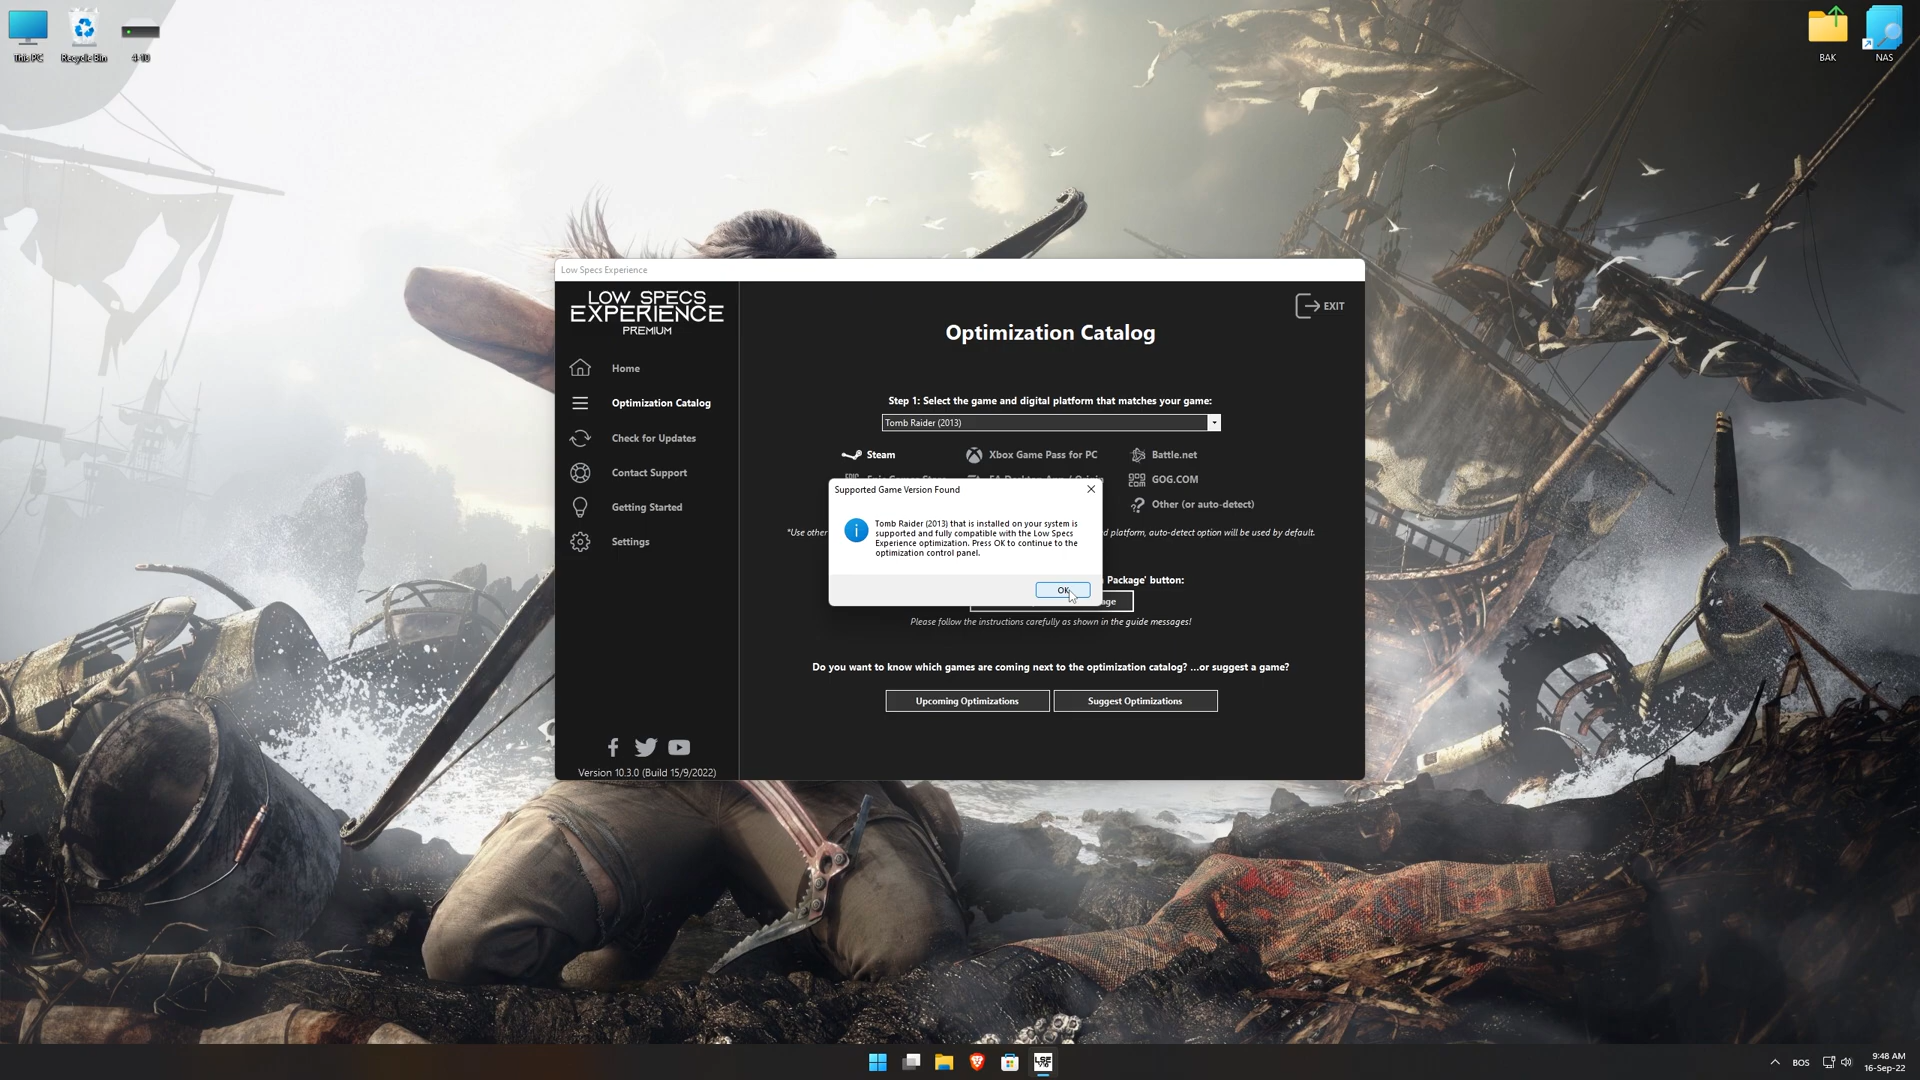 This PC
Recycle Bin
4-10
BAK
NAS
Low Specs Experience
LOW SPECS
EXPERIENCE
PREMIUM
EXIT
Optimization Catalog
Home
Optimization Catalog
Check for Updates
Contact Support
Getting Started
Settings
Step 1: Select the game and digital platform that matches your game:
Tomb Raider (2013)
Steam
Xbox Game Pass for PC
Battle.net
GOG.COM
Other (or auto-detect)
*Use other
d platform, auto-detect option will be used by default.
Supported Game Version Found
Tomb Raider (2013) that is installed on your system is
supported and fully compatible with the Low Specs
Experience optimization. Press OK to continue to the
optimization control panel.
OK
Package' button:
Please follow the instructions carefully as shown in the guide messages!
Do you want to know which games are coming next to the optimization catalog? ...or suggest a game?
Upcoming Optimizations
Suggest Optimizations
Version 10.3.0 (Build 15/9/2022)
BOS
9:48 AM
16-Sep-22